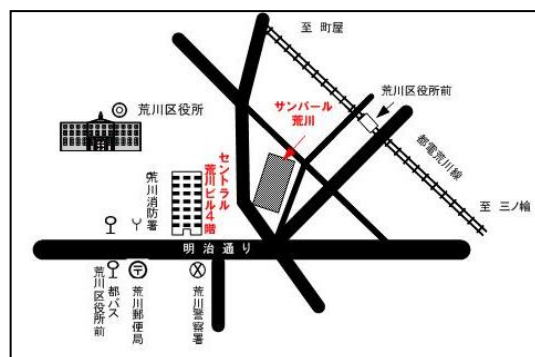 至 町屋
荒川区役所前
サンパール
荒川
荒川区役所
都電荒川線
荒川消防署
セントラル
荒川ビル4階
至 三ノ輪
明治通り
都バス
荒川区役所前
荒川郵便局
荒川警察署